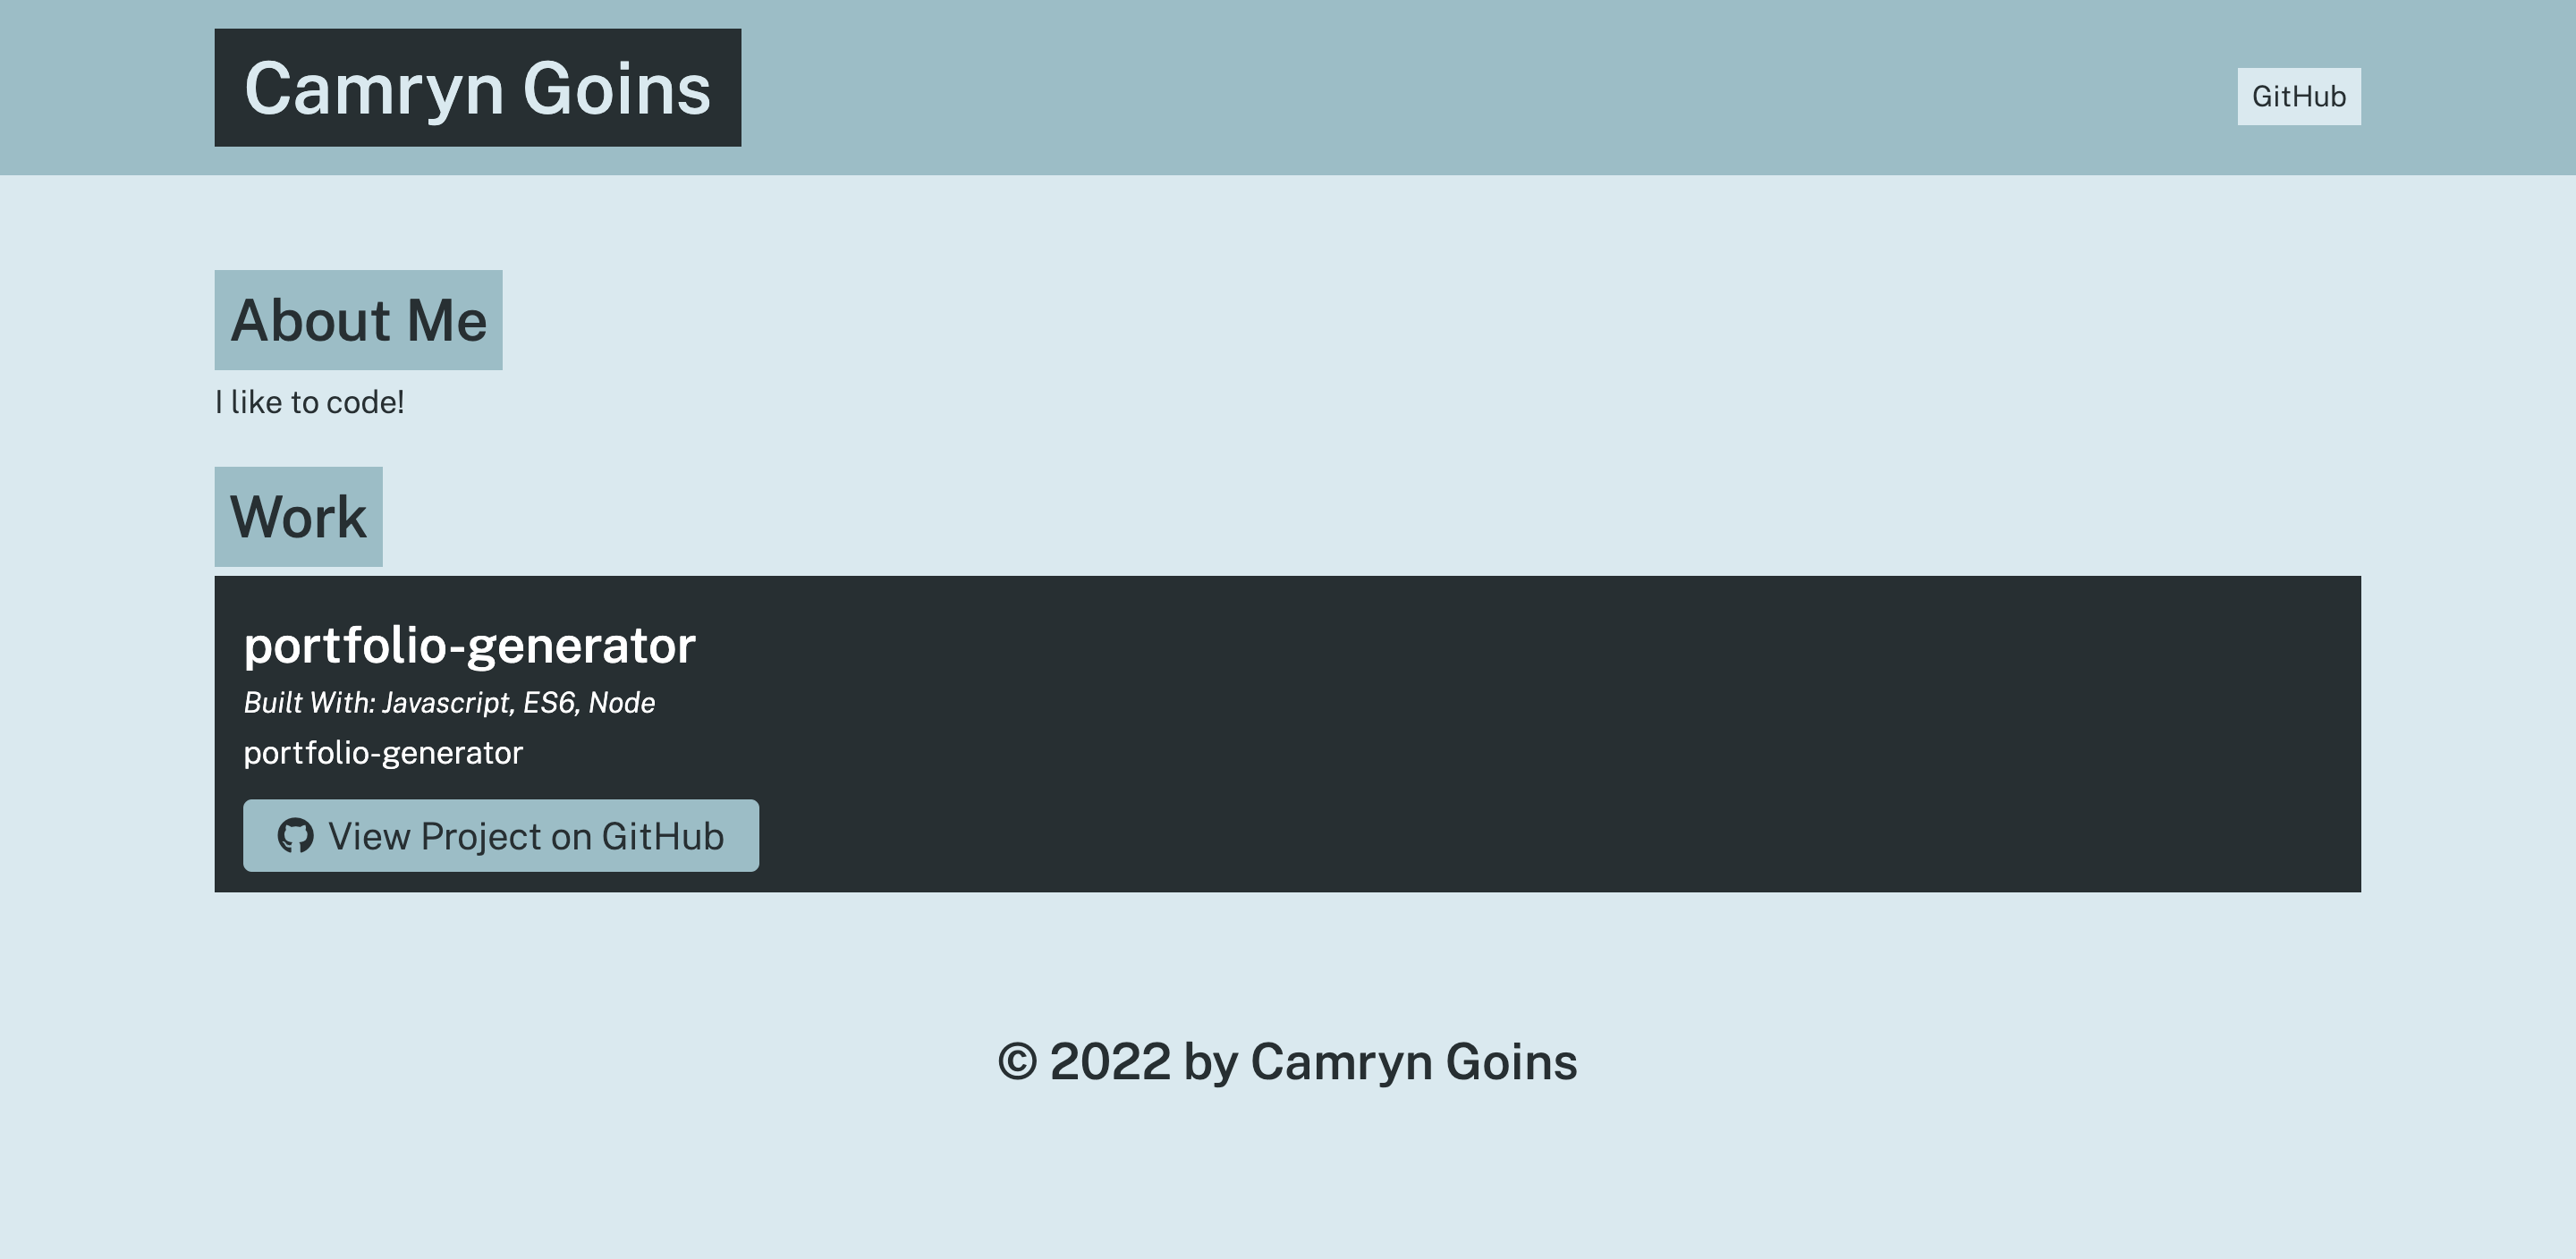 Camryn Goins
GitHub
About Me
I like to code!
Work
portfolio-generator
Built With: Javascript, ES6, Node
portfolio-generator
View Project on GitHub
© 2022 by Camryn Goins